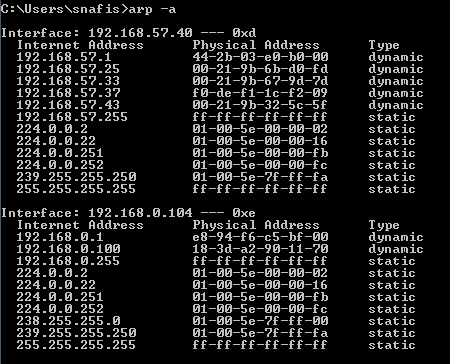 C:\Users\snafis>arp -a
Interface: 192.168.57.40 --- 0xd
Internet Address Physical Address Type
192.168.57.1 44-2b-03-e0-b0-00 dynamic
192.168.57.25 00-21-9b-6b-d0-fd dynamic
192.168.57.33 00-21-9b-67-9d-7d dynamic
192.168.57.37 f0-de-f1-1c-f2-09 dynamic
192.168.57.43 00-21-9b-32-5c-5f dynamic
192.168.57.255 ff-ff-ff-ff-ff-ff static
224.0.0.2 01-00-5e-00-00-02 static
224.0.0.22 01-00-5e-00-00-16 static
224.0.0.251 01-00-5e-00-00-fb static
224.0.0.252 01-00-5e-00-00-fc static
239.255.255.250 01-00-5e-7f-ff-fa static
255.255.255.255 ff-ff-ff-ff-ff-ff static
Interface: 192.168.0.104 --- 0xe
Internet Address Physical Address Type
192.168.0.1 e8-94-f6-c5-bf-00 dynamic
192.168.0.100 18-3d-a2-90-11-70 dynamic
192.168.0.255 ff-ff-ff-ff-ff-ff static
224.0.0.2 01-00-5e-00-00-02 static
224.0.0.22 01-00-5e-00-00-16 static
224.0.0.251 01-00-5e-00-00-fb static
224.0.0.252 01-00-5e-00-00-fc static
238.255.255.0 01-00-5e-7f-ff-00 static
239.255.255.250 01-00-5e-7f-ff-fa static
255.255.255.255 ff-ff-ff-ff-ff-ff static